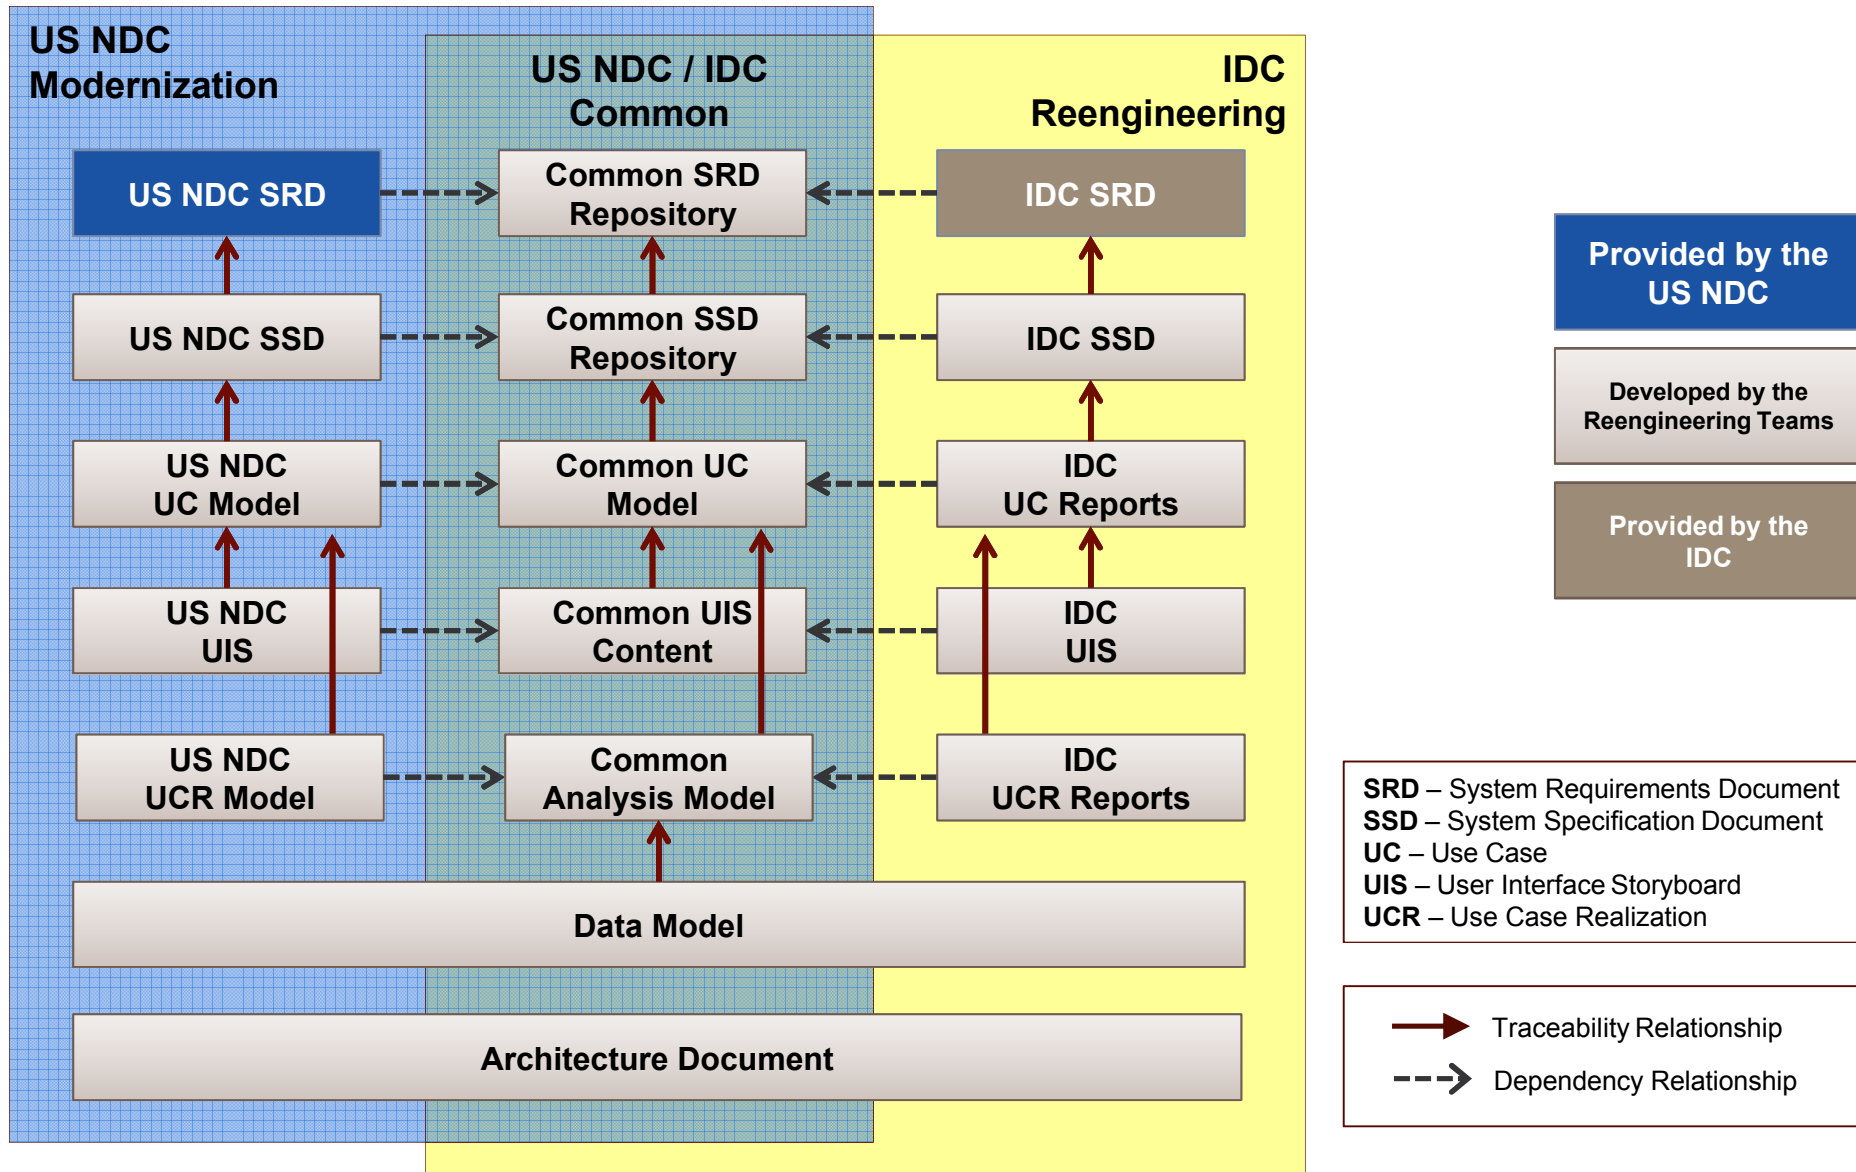 US NDC
Modernization
US NDC / IDC
Common
IDC
Reengineering
US NDC SRD
Common SRD
Repository
IDC SRD
US NDC SSD
Common SSD
Repository
IDC SSD
US NDC
UC Model
Common UC
Model
IDC
UC Reports
US NDC
UIS
Common UIS
Content
IDC
UIS
US NDC
UCR Model
Common
Analysis Model
IDC
UCR Reports
Data Model
Architecture Document
Provided by the
US NDC
Developed by the
Reengineering Teams
Provided by the
IDC
SRD – System Requirements Document
SSD – System Specification Document
UC – Use Case
UIS – User Interface Storyboard
UCR – Use Case Realization
Traceability Relationship
Dependency Relationship